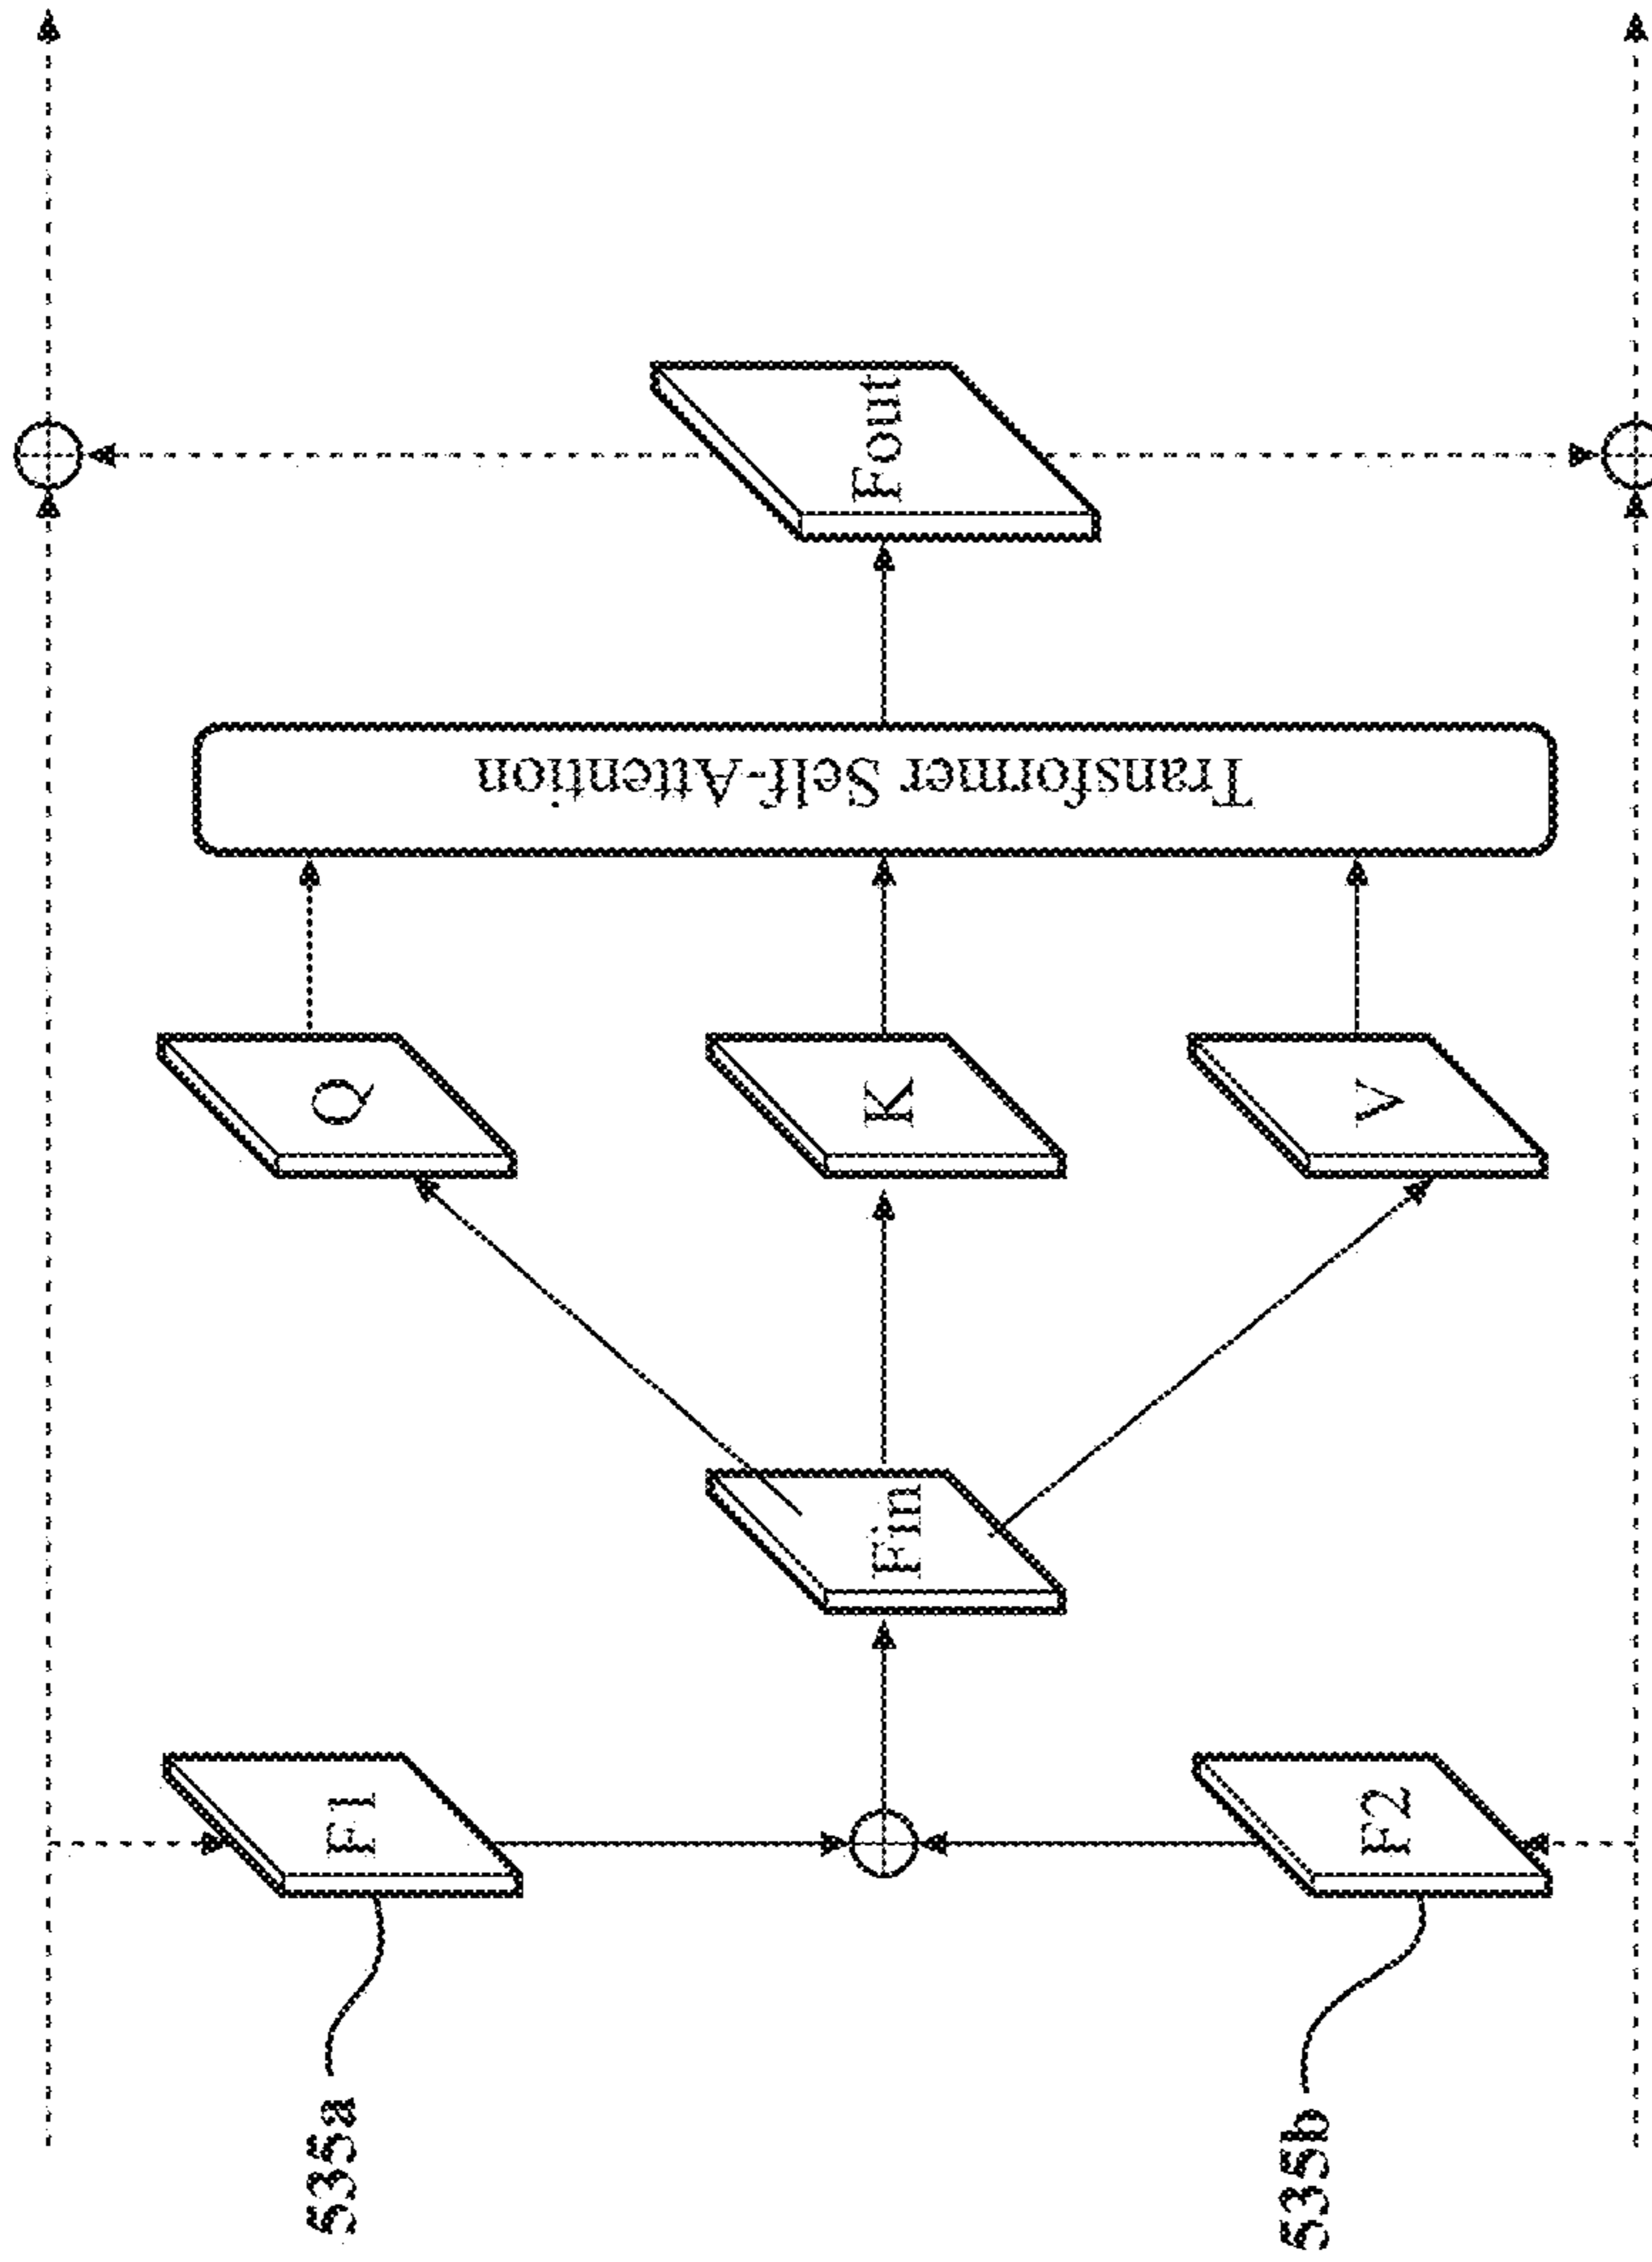 535a
F1
535b
F2
Fin
Q
K
V
Transformer Self-Attention
Fout